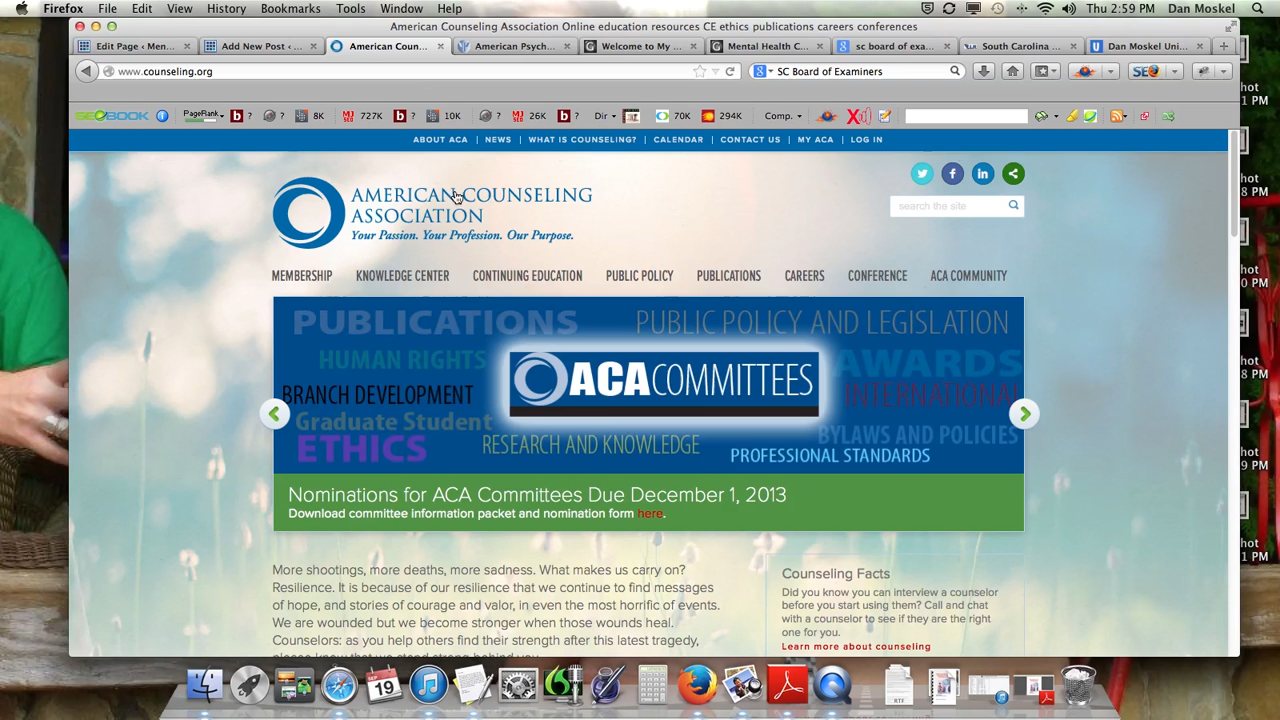 Firefox File Edit View History Bookmarks Tools Window Help Thu 2:59 PM Dan Moskel
American Counseling Association Online education resources CE ethics publications careers conferences
Edit Page ‹ Men... × Add New Post ‹ ... × American Coun... × American Psych... × Welcome to My ... × Mental Health C... × sc board of exa... × South Carolina ... × Dan Moskel Uni... × +
www.counseling.org SC Board of Examiners SE
SEOBOOK PageRank ? ? 8K 727K ? 10K ? 26K ? Dir 70K 294K Comp.
ABOUT ACA | NEWS | WHAT IS COUNSELING? | CALENDAR | CONTACT US | MY ACA | LOG IN
AMERICAN COUNSELING
ASSOCIATION
Your Passion. Your Profession. Our Purpose.
search the site
MEMBERSHIP KNOWLEDGE CENTER CONTINUING EDUCATION PUBLIC POLICY PUBLICATIONS CAREERS CONFERENCE ACA COMMUNITY
PUBLICATIONS PUBLIC POLICY AND LEGISLATION
HUMAN RIGHTS AWARDS
ACACOMMITTEES
BRANCH DEVELOPMENT INTERNATIONAL
Graduate Student
ETHICS RESEARCH AND KNOWLEDGE BYLAWS AND POLICIES
PROFESSIONAL STANDARDS
Nominations for ACA Committees Due December 1, 2013
Download committee information packet and nomination form here.
More shootings, more deaths, more sadness. What makes us carry on?
Resilience. It is because of our resilience that we continue to find messages
of hope, and stories of courage and valor, in even the most horrific of events.
We are wounded but we become stronger when those wounds heal.
Counselors: as you help others find their strength after this latest tragedy,
please know that we stand strong behind you.
Counseling Facts
Did you know you can interview a counselor
before you start using them? Call and chat
with a counselor to see if they are the right
one for you.
Learn more about counseling
SEP
19